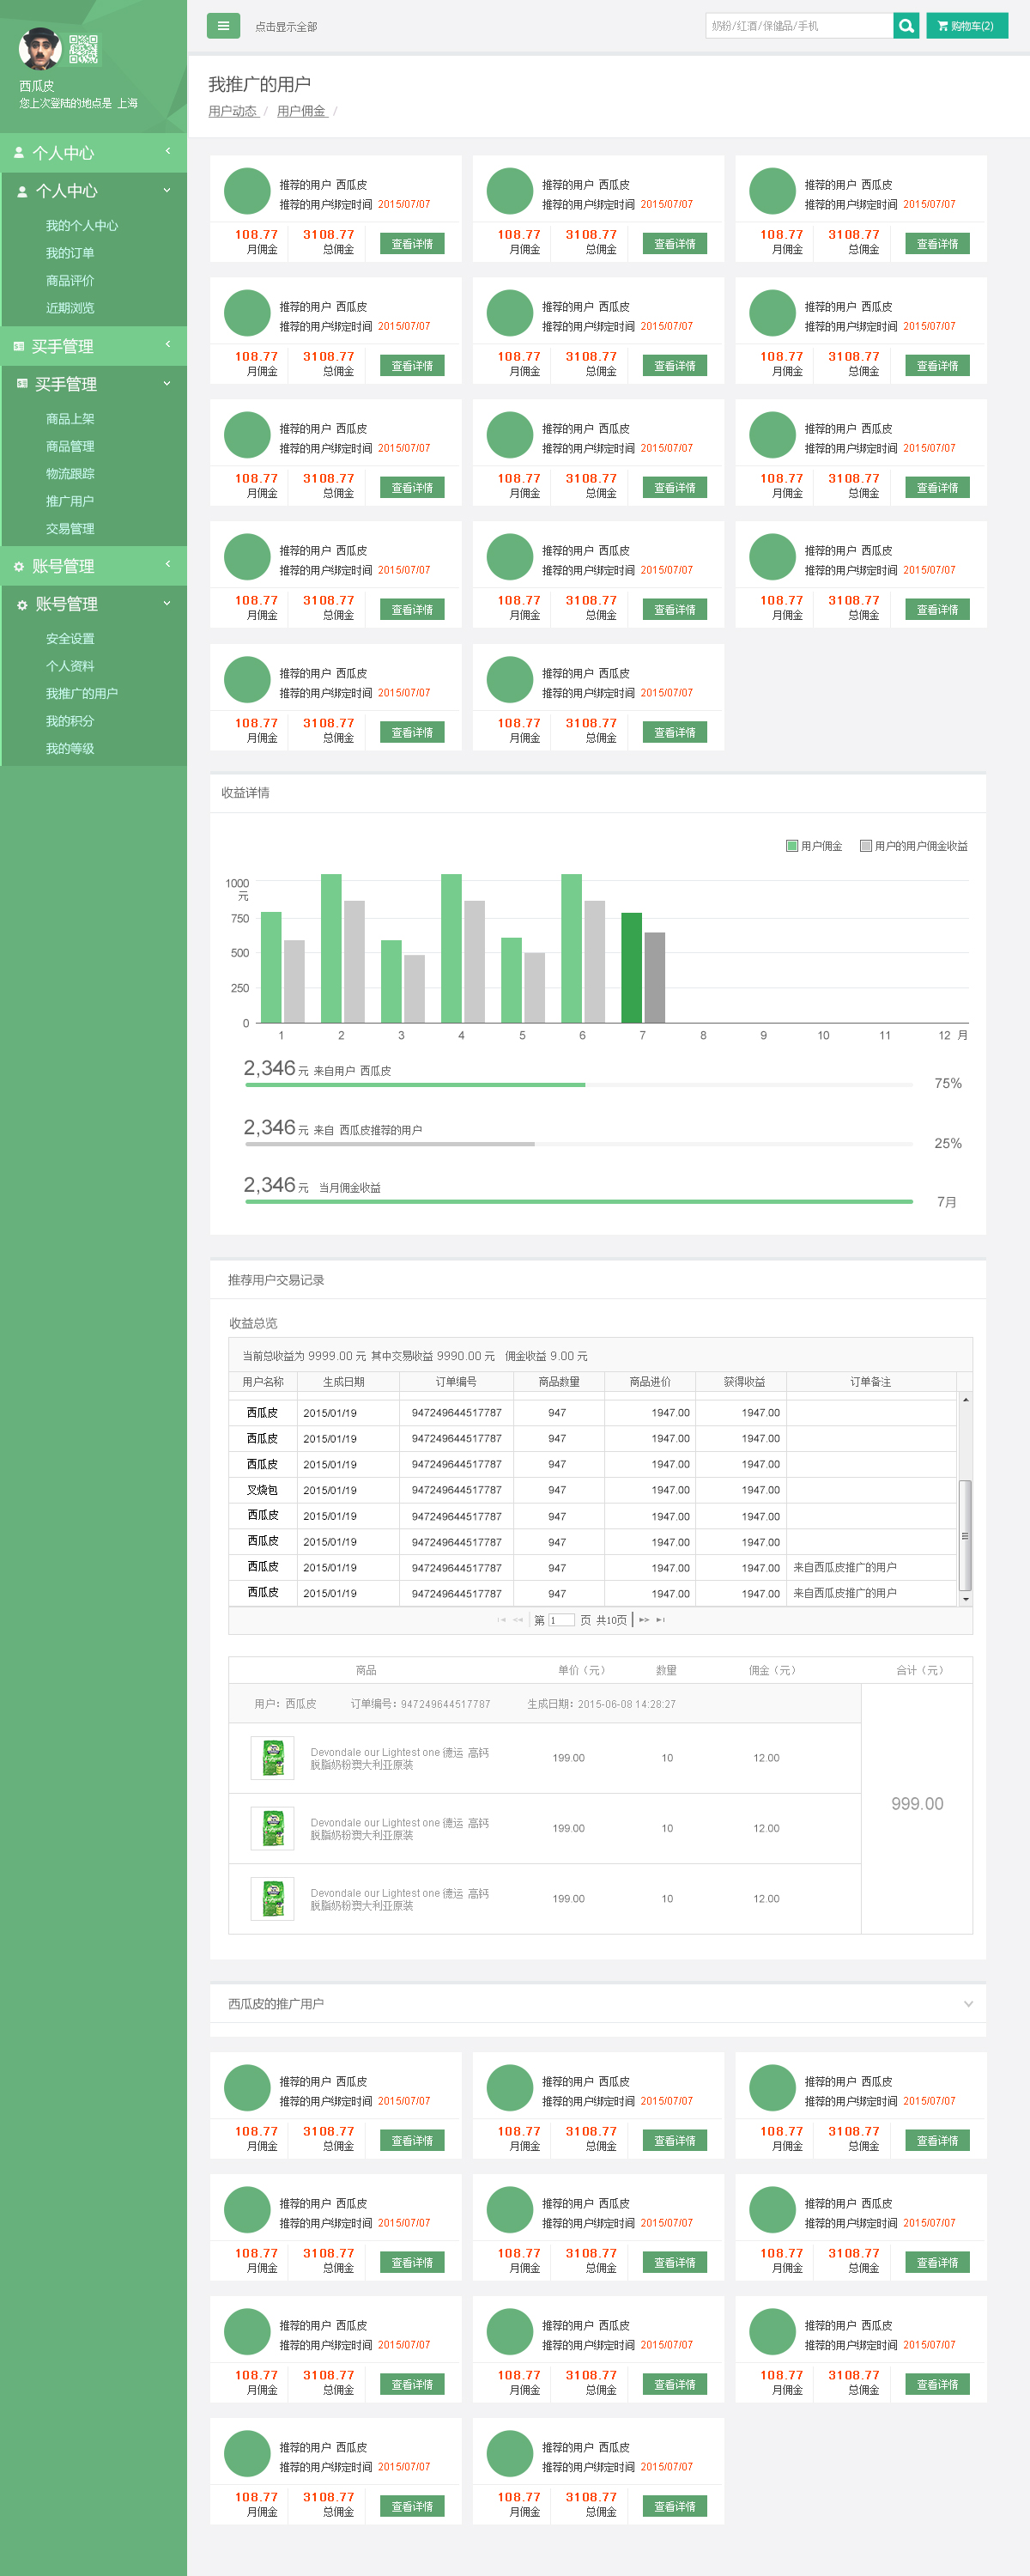 点击显示全部
奶粉/红酒/保健品/手机
购物车(2)
西瓜皮
您上次登陆的地点是 上海
个人中心
个人中心
我的个人中心
我的订单
商品评价
近期浏览
买手管理
买手管理
商品上架
商品管理
物流跟踪
推广用户
交易管理
账号管理
账号管理
安全设置
个人资料
我推广的用户
我的积分
我的等级
我推广的用户
用户动态 / 用户佣金 /
推荐的用户 西瓜皮 推荐的用户 西瓜皮 推荐的用户 西瓜皮
推荐的用户绑定时间 2015/07/07 推荐的用户绑定时间 2015/07/07 推荐的用户绑定时间 2015/07/07
108.77 3108.77 查看详情 108.77 3108.77 查看详情 108.77 3108.77 查看详情
月佣金 总佣金 月佣金 总佣金 月佣金 总佣金
推荐的用户 西瓜皮 推荐的用户 西瓜皮 推荐的用户 西瓜皮
推荐的用户绑定时间 2015/07/07 推荐的用户绑定时间 2015/07/07 推荐的用户绑定时间 2015/07/07
108.77 3108.77 查看详情 108.77 3108.77 查看详情 108.77 3108.77 查看详情
月佣金 总佣金 月佣金 总佣金 月佣金 总佣金
推荐的用户 西瓜皮 推荐的用户 西瓜皮 推荐的用户 西瓜皮
推荐的用户绑定时间 2015/07/07 推荐的用户绑定时间 2015/07/07 推荐的用户绑定时间 2015/07/07
108.77 3108.77 查看详情 108.77 3108.77 查看详情 108.77 3108.77 查看详情
月佣金 总佣金 月佣金 总佣金 月佣金 总佣金
推荐的用户 西瓜皮 推荐的用户 西瓜皮 推荐的用户 西瓜皮
推荐的用户绑定时间 2015/07/07 推荐的用户绑定时间 2015/07/07 推荐的用户绑定时间 2015/07/07
108.77 3108.77 查看详情 108.77 3108.77 查看详情 108.77 3108.77 查看详情
月佣金 总佣金 月佣金 总佣金 月佣金 总佣金
推荐的用户 西瓜皮 推荐的用户 西瓜皮
推荐的用户绑定时间 2015/07/07 推荐的用户绑定时间 2015/07/07
108.77 3108.77 查看详情 108.77 3108.77 查看详情
月佣金 总佣金 月佣金 总佣金
收益详情
用户佣金 用户的用户佣金收益
1000
元
750
500
250
0
1 2 3 4 5 6 7 8 9 10 11 12 月
2,346 元 来自用户 西瓜皮
75%
2,346 元 来自 西瓜皮推荐的用户
25%
2,346 元 当月佣金收益
7月
推荐用户交易记录
收益总览
当前总收益为 9999.00 元 其中交易收益 9990.00 元 佣金收益 9.00 元
用户名称 生成日期 订单编号 商品数量 商品进价 获得收益 订单备注
西瓜皮 2015/01/19 947249644517787 947 1947.00 1947.00
西瓜皮 2015/01/19 947249644517787 947 1947.00 1947.00
西瓜皮 2015/01/19 947249644517787 947 1947.00 1947.00
叉烧包 2015/01/19 947249644517787 947 1947.00 1947.00
西瓜皮 2015/01/19 947249644517787 947 1947.00 1947.00
西瓜皮 2015/01/19 947249644517787 947 1947.00 1947.00
西瓜皮 2015/01/19 947249644517787 947 1947.00 1947.00 来自西瓜皮推广的用户
西瓜皮 2015/01/19 947249644517787 947 1947.00 1947.00 来自西瓜皮推广的用户
第 1 页 共10页
商品 单价（元） 数量 佣金（元） 合计（元）
用户：西瓜皮 订单编号：947249644517787 生成日期：2015-06-08 14:28:27
Devondale our Lightest one 德运 高钙
脱脂奶粉澳大利亚原装
199.00 10 12.00
999.00
Devondale our Lightest one 德运 高钙
脱脂奶粉澳大利亚原装
199.00 10 12.00
Devondale our Lightest one 德运 高钙
脱脂奶粉澳大利亚原装
199.00 10 12.00
西瓜皮的推广用户
推荐的用户 西瓜皮 推荐的用户 西瓜皮 推荐的用户 西瓜皮
推荐的用户绑定时间 2015/07/07 推荐的用户绑定时间 2015/07/07 推荐的用户绑定时间 2015/07/07
108.77 3108.77 查看详情 108.77 3108.77 查看详情 108.77 3108.77 查看详情
月佣金 总佣金 月佣金 总佣金 月佣金 总佣金
推荐的用户 西瓜皮 推荐的用户 西瓜皮 推荐的用户 西瓜皮
推荐的用户绑定时间 2015/07/07 推荐的用户绑定时间 2015/07/07 推荐的用户绑定时间 2015/07/07
108.77 3108.77 查看详情 108.77 3108.77 查看详情 108.77 3108.77 查看详情
月佣金 总佣金 月佣金 总佣金 月佣金 总佣金
推荐的用户 西瓜皮 推荐的用户 西瓜皮 推荐的用户 西瓜皮
推荐的用户绑定时间 2015/07/07 推荐的用户绑定时间 2015/07/07 推荐的用户绑定时间 2015/07/07
108.77 3108.77 查看详情 108.77 3108.77 查看详情 108.77 3108.77 查看详情
月佣金 总佣金 月佣金 总佣金 月佣金 总佣金
推荐的用户 西瓜皮 推荐的用户 西瓜皮
推荐的用户绑定时间 2015/07/07 推荐的用户绑定时间 2015/07/07
108.77 3108.77 查看详情 108.77 3108.77 查看详情
月佣金 总佣金 月佣金 总佣金